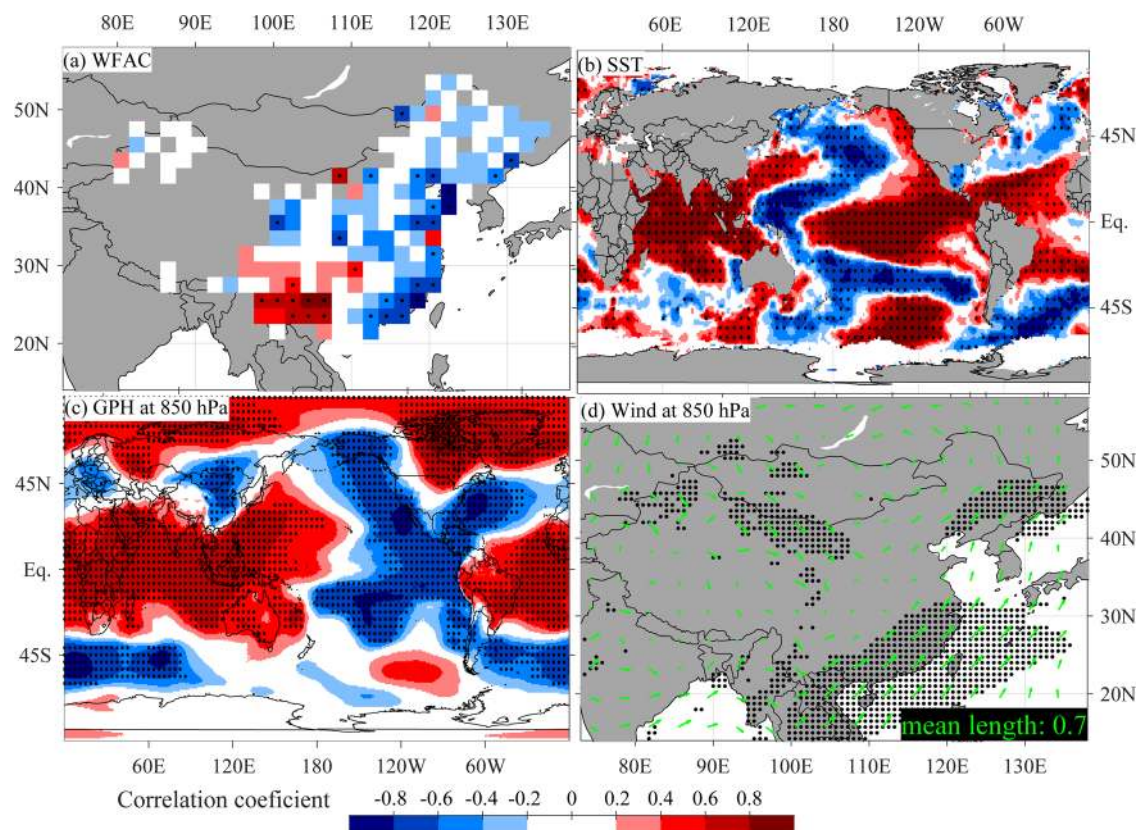 80E 90E 100E 110E 120E 130E
60E 120E 180 120W 60W
(a) WFAC
(b) SST
50N
40N
30N
20N
45N
Eq.
45S
(c) GPH at 850 hPa
(d) Wind at 850 hPa
45N
Eq.
45S
50N
40N
30N
20N
mean length: 0.7
60E 120E 180 120W 60W
80E 90E 100E 110E 120E 130E
Correlation coeficient
-0.8 -0.6 -0.4 -0.2 0 0.2 0.4 0.6 0.8